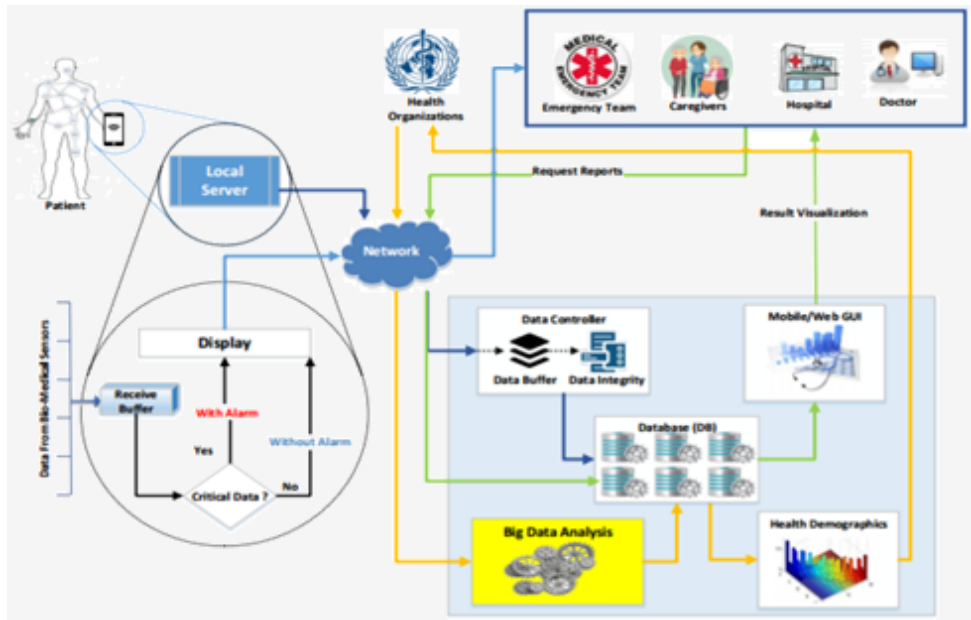 MEDICAL
EMERGENCY TEAM
Emergency Team
Caregivers
Hospital
Doctor
Health
Organizations
Patient
Local
Server
Request Reports
Result Visualization
Network
Data Controller
Data Buffer
Data Integrity
Mobile/Web GUI
Display
Data From Bio-Medical Sensors
Receive
Buffer
With Alarm
Without Alarm
Yes
No
Critical Data ?
Database (DB)
Big Data Analysis
Health Demographics